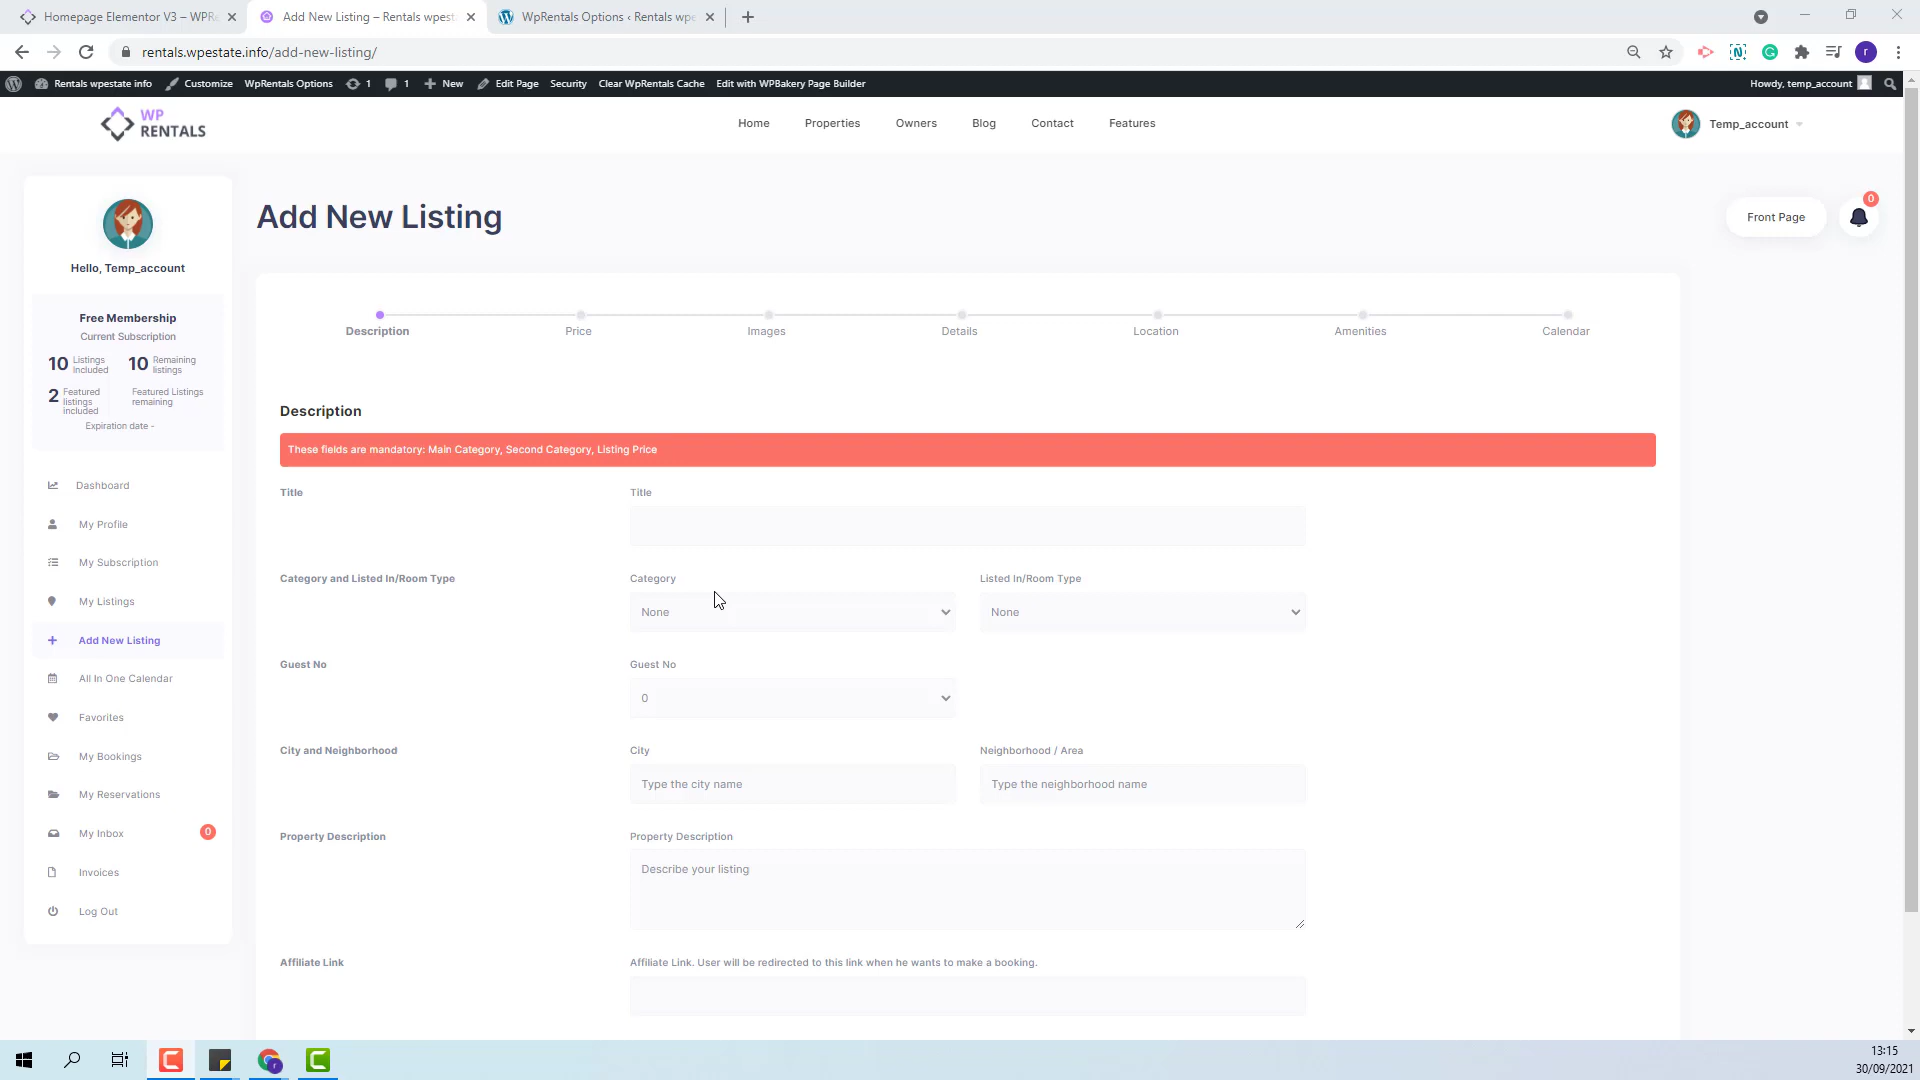 Homepage Elementor V3 – WPRe
Add New Listing – Rentals wpest
WpRentals Options ‹ Rentals wpe
rentals.wpestate.info/add-new-listing/
r
Rentals wpestate info
Customize
WpRentals Options
1
1
New
Edit Page
Security
Clear WpRentals Cache
Edit with WPBakery Page Builder
Howdy, temp_account
WP
RENTALS
Home
Properties
Owners
Blog
Contact
Features
Temp_account
Hello, Temp_account
Free Membership
Current Subscription
10 Listings Included
10 Remaining listings
2 Featured listings included
Featured Listings remaining
Expiration date -
Dashboard
My Profile
My Subscription
My Listings
Add New Listing
All In One Calendar
Favorites
My Bookings
My Reservations
My Inbox
0
Invoices
Log Out
Add New Listing
Front Page
0
Description
Price
Images
Details
Location
Amenities
Calendar
Description
These fields are mandatory: Main Category, Second Category, Listing Price
Title
Title
Category and Listed In/Room Type
Category
Listed In/Room Type
None
None
Guest No
Guest No
0
City and Neighborhood
City
Neighborhood / Area
Type the city name
Type the neighborhood name
Property Description
Property Description
Describe your listing
Affiliate Link
Affiliate Link. User will be redirected to this link when he wants to make a booking.
13:15
30/09/2021